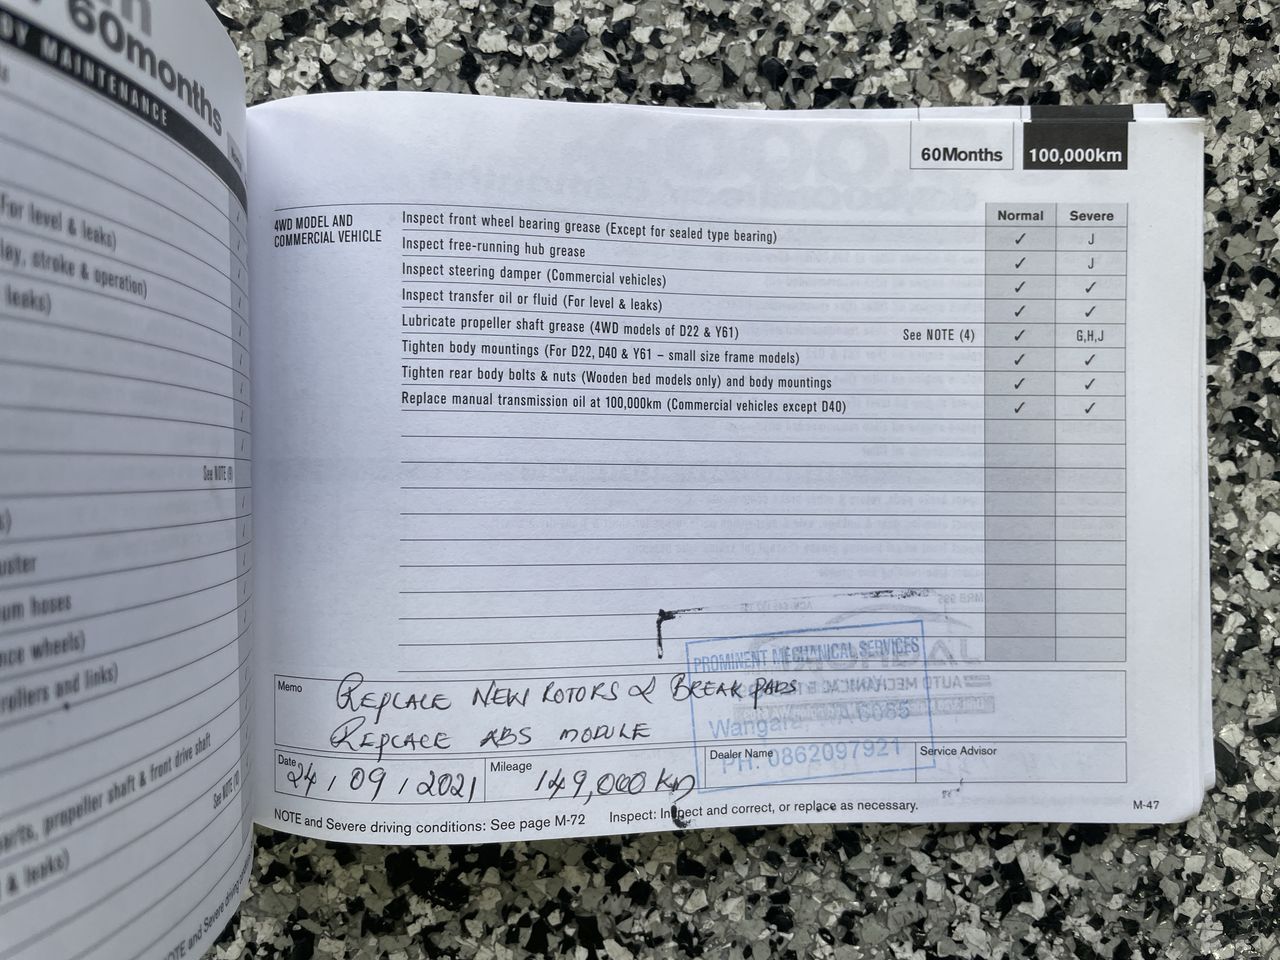 60months
DY MAINTENANCE
For level & leaks)
lay, stroke & operation)
leaks)
See NOTE (9)
um hoses
nce wheels)
rollers and links)
arts, propeller shaft & front drive shaft
& leaks)
NOTE and Severe driving
60Months 100,000km
Normal Severe
4WD MODEL AND
COMMERCIAL VEHICLE
Inspect front wheel bearing grease (Except for sealed type bearing) ✓ J
Inspect free-running hub grease ✓ J
Inspect steering damper (Commercial vehicles) ✓ ✓
Inspect transfer oil or fluid (For level & leaks) ✓ ✓
Lubricate propeller shaft grease (4WD models of D22 & Y61) See NOTE (4) ✓ G,H,J
Tighten body mountings (For D22, D40 & Y61 – small size frame models) ✓ ✓
Tighten rear body bolts & nuts (Wooden bed models only) and body mountings ✓ ✓
Replace manual transmission oil at 100,000km (Commercial vehicles except D40) ✓ ✓
PROMINENT MECHANICAL SERVICES
Wangara WA 6065
PH: 0862097921
Memo REPLACE NEW ROTORS & BREAK PADS
REPLACE ABS MODULE
Date 24/09/2021 Mileage 149,000 KM Dealer Name Service Advisor
NOTE and Severe driving conditions: See page M-72 Inspect: Inspect and correct, or replace as necessary. M-47